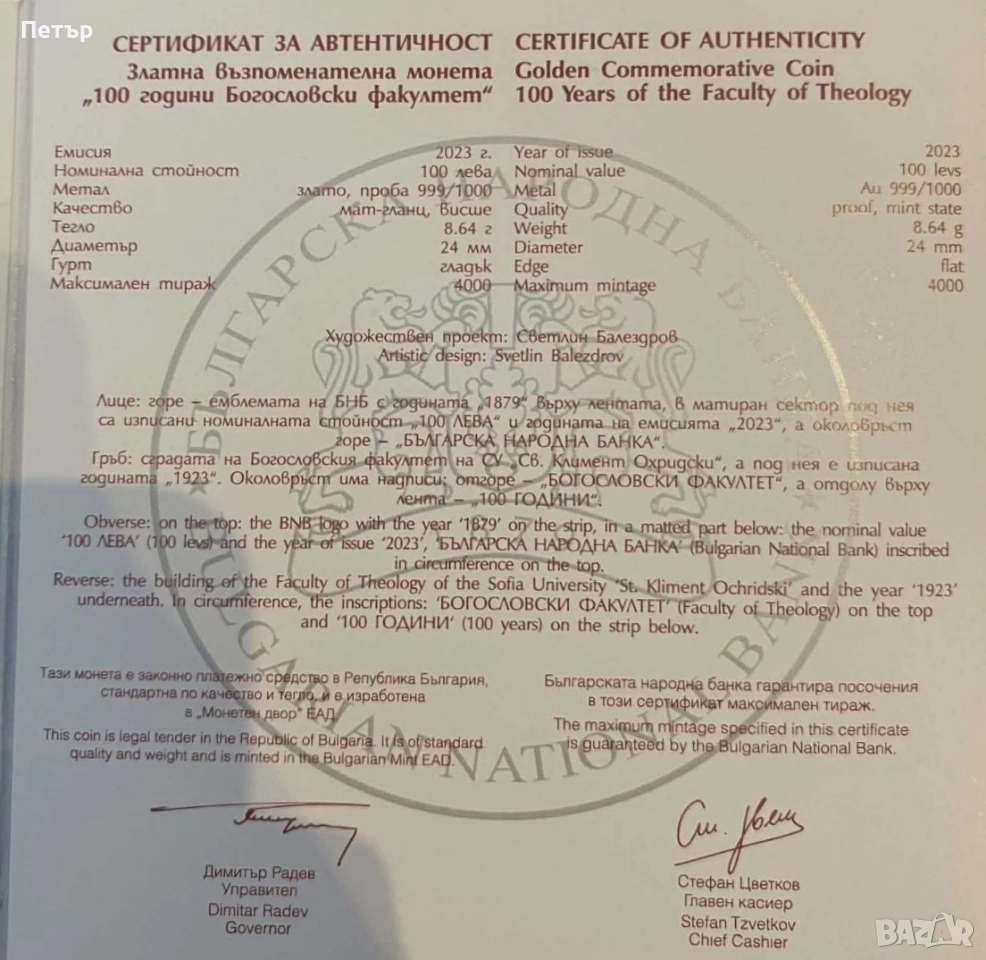 Петър
СЕРТИФИКАТ ЗА АВТЕНТИЧНОСТ
Златна възпоменателна монета
„100 години Богословски факултет“
CERTIFICATE OF AUTHENTICITY
Golden Commemorative Coin
100 Years of the Faculty of Theology
Емисия 2023 г.
Номинална стойност 100 лева
Метал злато, проба 999/1000
Качество мат-гланц, висше
Тегло 8.64 г
Диаметър 24 мм
Гурт гладък
Максимален тираж 4000
Year of issue 2023
Nominal value 100 levs
Metal Au 999/1000
Quality proof, mint state
Weight 8.64 g
Diameter 24 mm
Edge flat
Maximum mintage 4000
Художествен проект: Светлин Балездров
Artistic design: Svetlin Balezdrov
Лице: горе – емблемата на БНБ с годината „1879“ върху лентата, в матиран сектор под нея
са изписани номиналната стойност „100 ЛЕВА“ и годината на емисията „2023“, а околовръст
горе – „БЪЛГАРСКА НАРОДНА БАНКА“.
Гръб: сградата на Богословския факултет на СУ „Св. Климент Охридски“, а под нея е изписана
годината „1923“. Околовръст има надписи: отгоре – „БОГОСЛОВСКИ ФАКУЛТЕТ“, а отдолу върху
лента – „100 ГОДИНИ“.
Obverse: on the top: the BNB logo with the year ‘1879’ on the strip, in a matted part below: the nominal value
‘100 ЛЕВА’ (100 levs) and the year of issue ‘2023’, ‘БЪЛГАРСКА НАРОДНА БАНКА’ (Bulgarian National Bank) inscribed
in circumference on the top.
Reverse: the building of the Faculty of Theology of the Sofia University ‘St. Kliment Ochridski’ and the year ‘1923’
underneath. In circumference, the inscriptions: ‘БОГОСЛОВСКИ ФАКУЛТЕТ’ (Faculty of Theology) on the top
and ‘100 ГОДИНИ’ (100 years) on the strip below.
Тази монета е законно платежно средство в Република България,
стандартна по качество и тегло, и е изработена
в „Монетен двор“ ЕАД.
This coin is legal tender in the Republic of Bulgaria. It is of standard
quality and weight and is minted in the Bulgarian Mint EAD.
Българската народна банка гарантира посочения
в този сертификат максимален тираж.
The maximum mintage specified in this certificate
is guaranteed by the Bulgarian National Bank.
БЪЛГАРСКА НАРОДНА БАНКА
BULGARIAN NATIONAL BANK
1879
Димитър Радев
Управител
Dimitar Radev
Governor
Стефан Цветков
Главен касиер
Stefan Tzvetkov
Chief Cashier
BAZAR